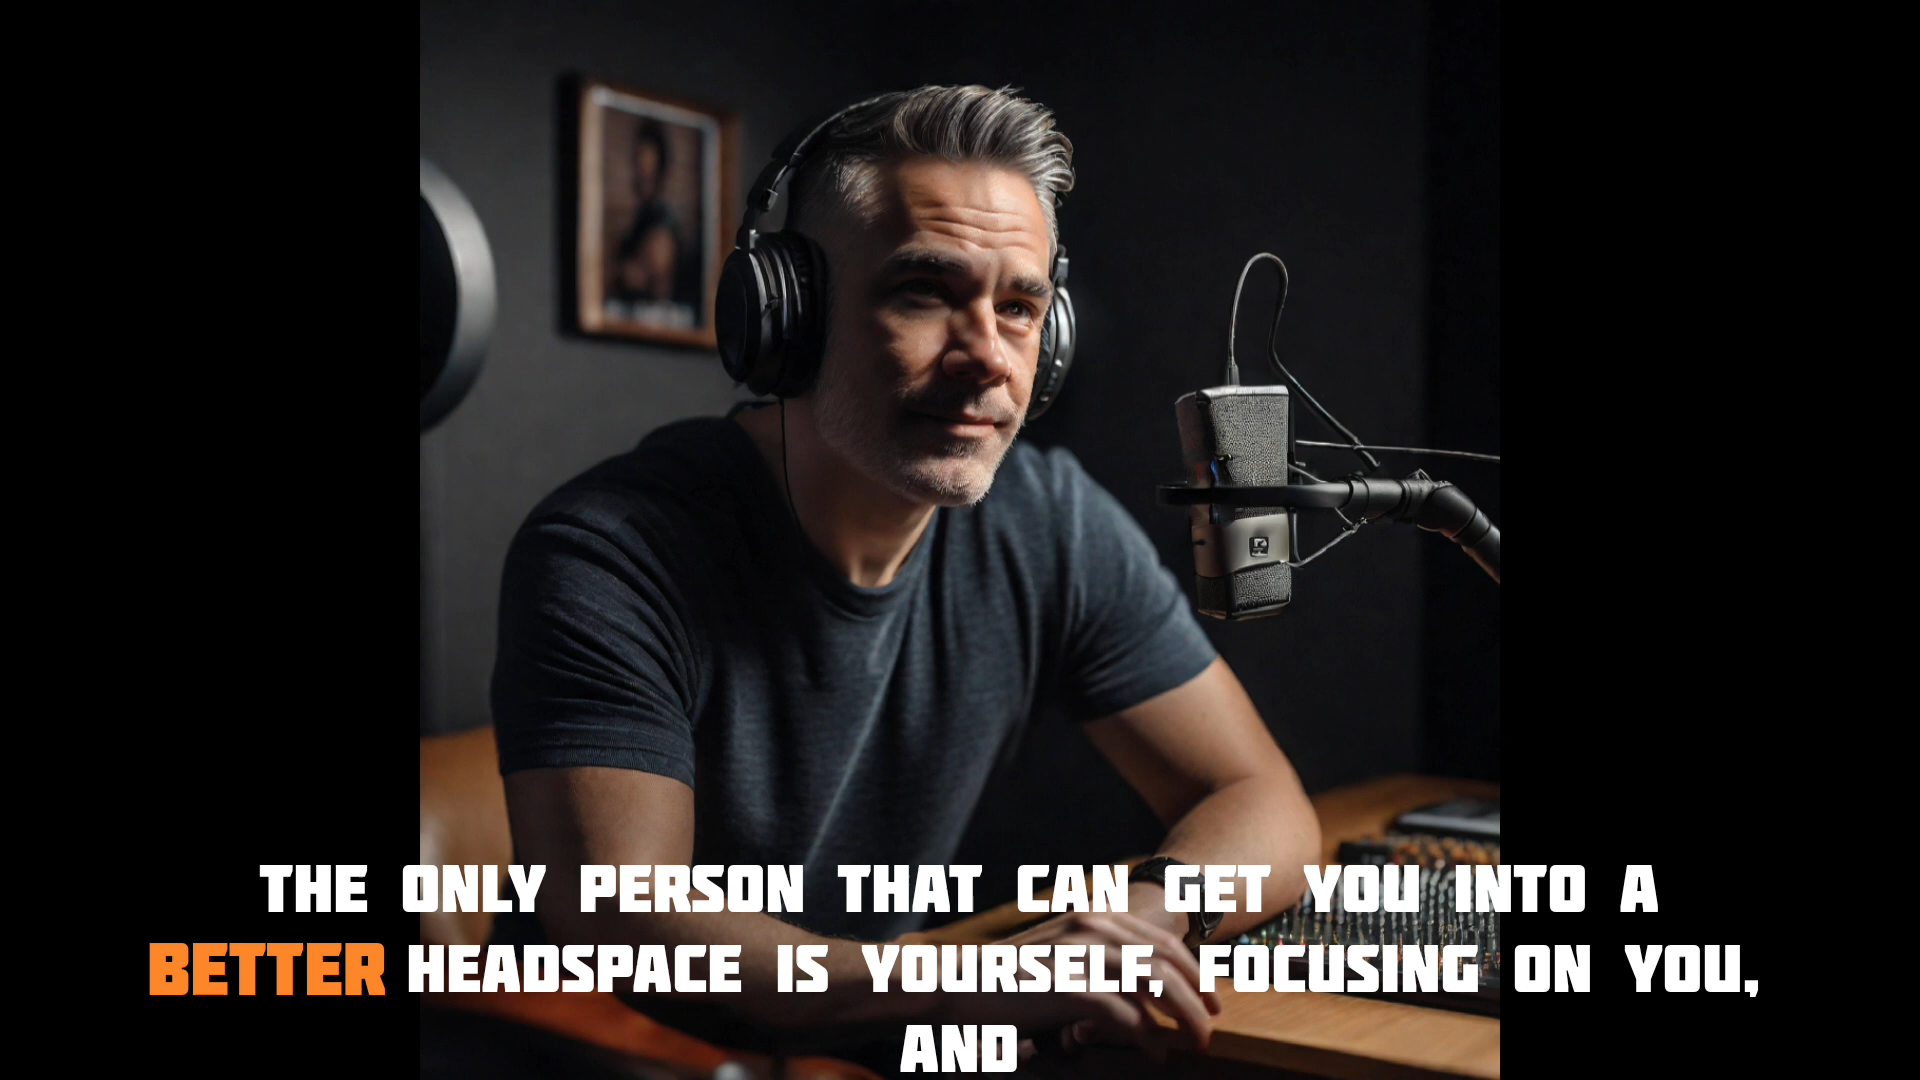 THE ONLY PERSON THAT CAN GET YOU INTO A
BETTER HEADSPACE IS YOURSELF, FOCUSING ON YOU,
AND